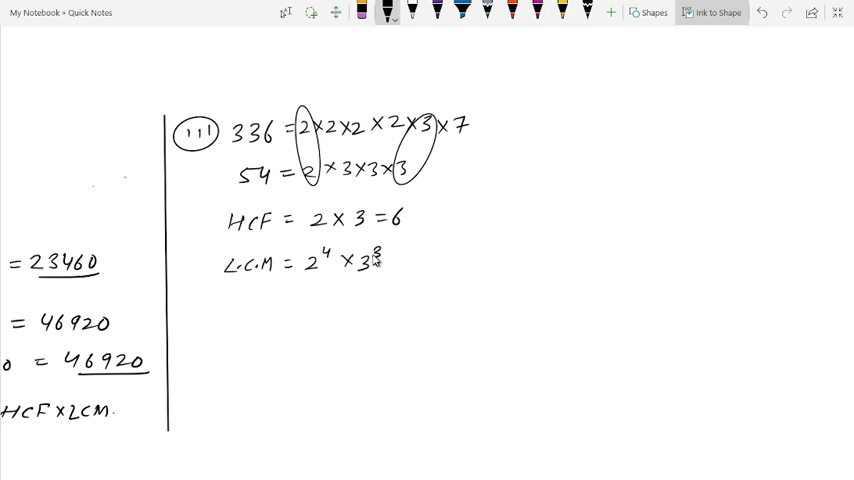 My Notebook » Quick Notes
Shapes
Ink to Shape
(iii) 336 = 2×2×2×2×3×7
54 = 2×3×3×3
HCF = 2×3=6
L.C.M = 2⁴ × 3³
= 23460
= 46920
0 = 46920
HCF×LCM.